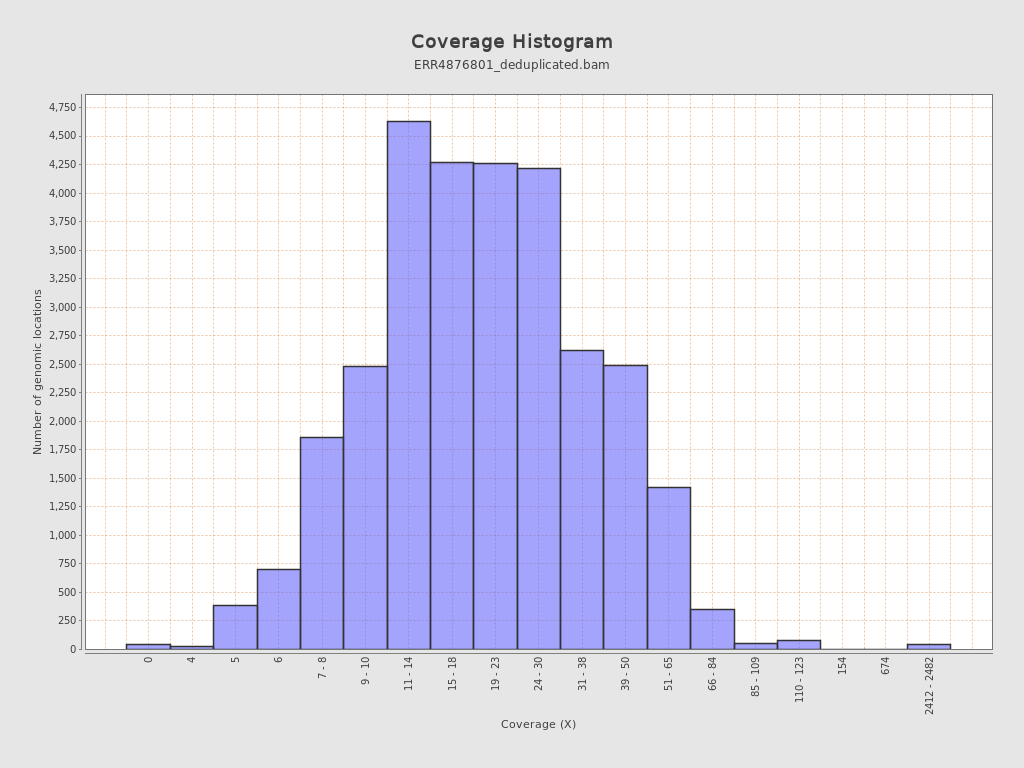 Coverage Histogram
ERR4876801_deduplicated.bam
4,750
4,500
4,250
4,000
3,750
3,500
3,250
3,000
2,750
2,500
2,250
2,000
1,750
1,500
1,250
1,000
750
500
250
0
Number of genomic locations
0
4
5
6
7 - 8
9 - 10
11 - 14
15 - 18
19 - 23
24 - 30
31 - 38
39 - 50
51 - 65
66 - 84
85 - 109
110 - 123
154
674
2412 - 2482
Coverage (X)